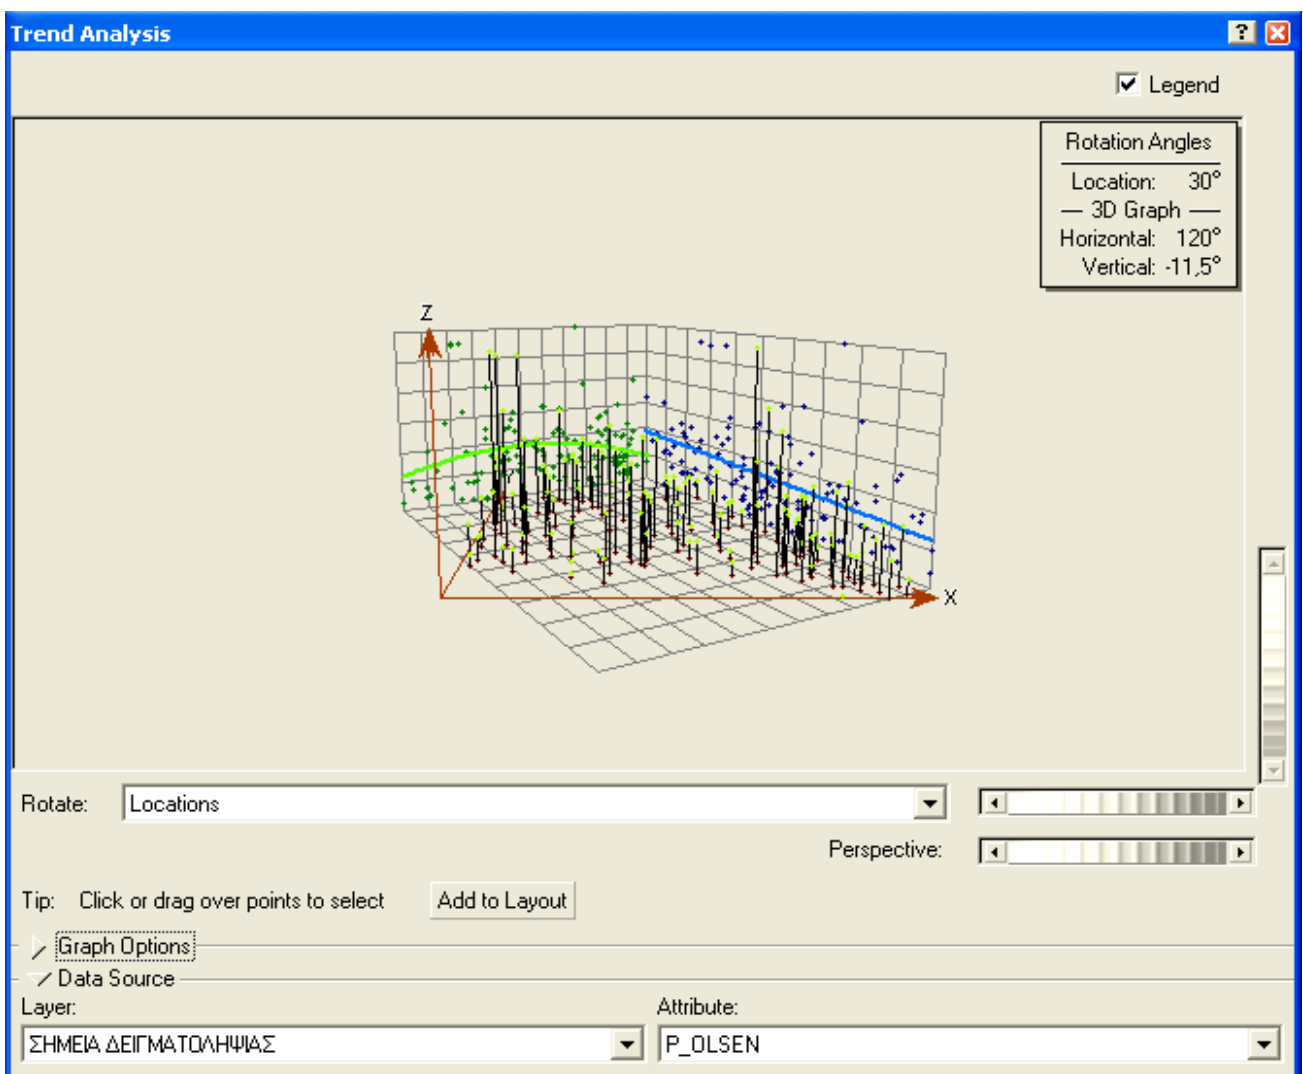 Trend Analysis
Legend
Rotation Angles
Location: 30°
3D Graph
Horizontal: 120°
Vertical: -11,5°
Z
X
Rotate: Locations
Perspective:
Tip: Click or drag over points to select Add to Layout
Graph Options
Data Source
Layer: Attribute:
ΣΗΜΕΙΑ ΔΕΙΓΜΑΤΟΛΗΨΙΑΣ P_OLSEN